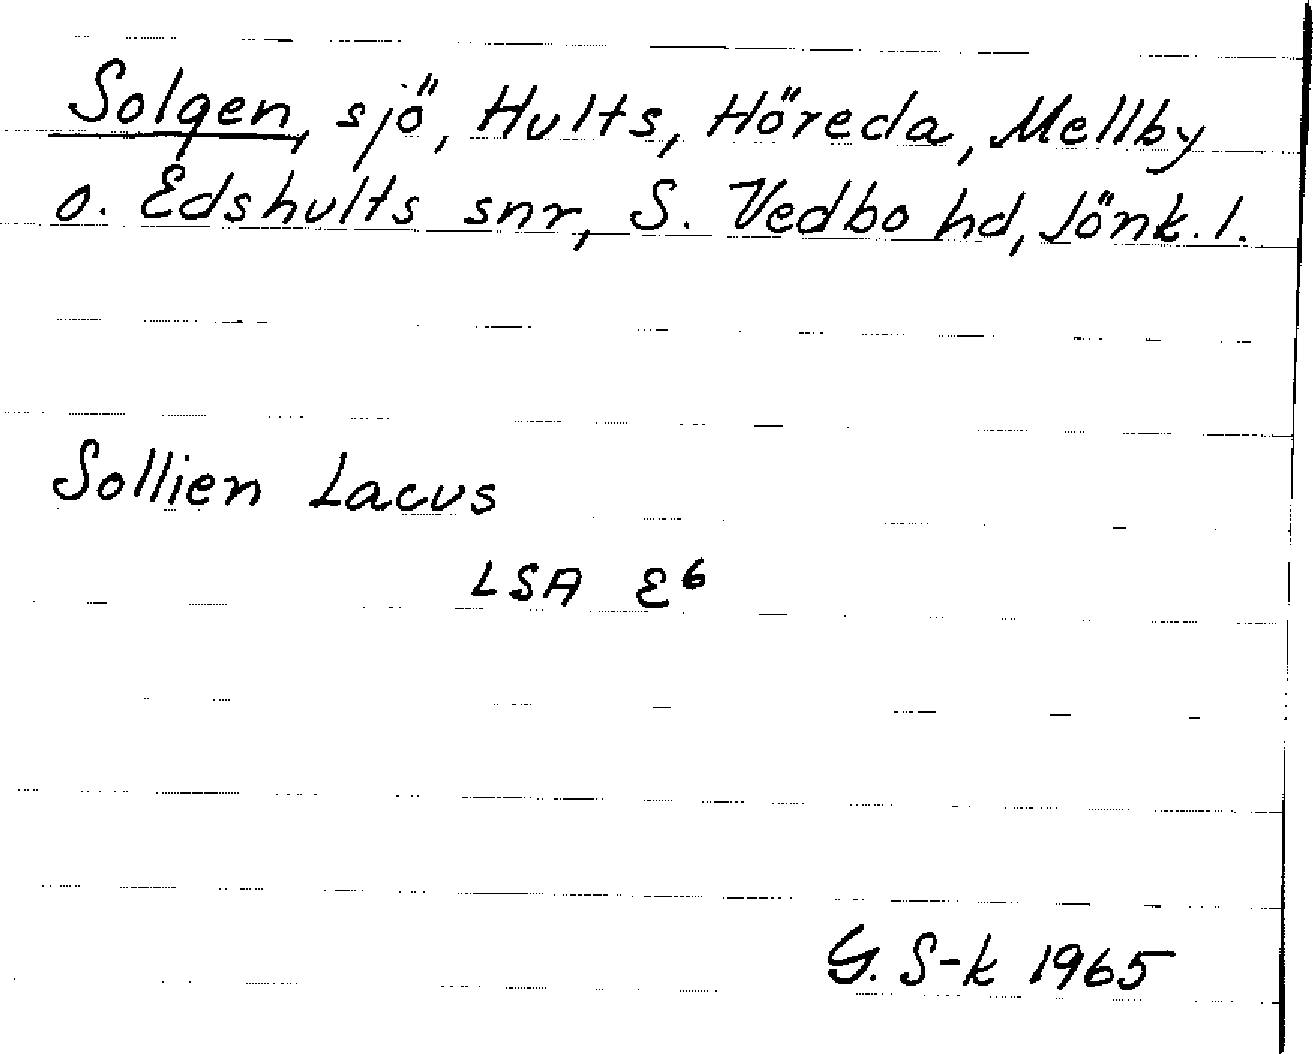 Solgen, sjö, Hults, Höreda, Mellby
o. Edshults snr, S. Vedbo hd, Jönk. l.
Sollien Lacus
LSA E⁶
G. S-k 1965